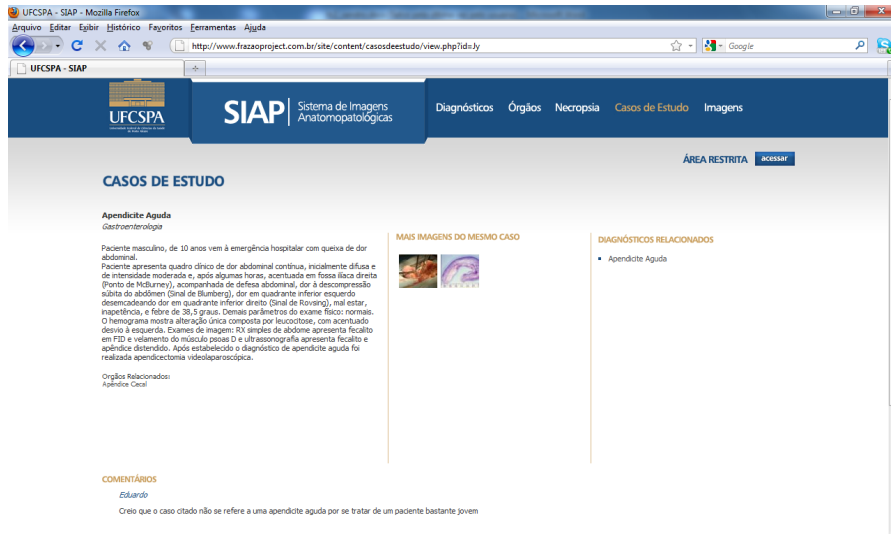 UFCSPA - SIAP - Mozilla Firefox
Arquivo Editar Exibir Histórico Favoritos Ferramentas Ajuda
http://www.frazaoproject.com.br/site/content/casosdeestudo/view.php?id=Jy
Google
UFCSPA - SIAP
UFCSPA
SIAP Sistema de Imagens
Anatomopatológicas
Diagnósticos Órgãos Necropsia Casos de Estudo Imagens
ÁREA RESTRITA acessar
CASOS DE ESTUDO
Apendicite Aguda
Gastroenterologia
Paciente masculino, de 10 anos vem à emergência hospitalar com queixa de dor
abdominal.
Paciente apresenta quadro clínico de dor abdominal contínua, inicialmente difusa e
de intensidade moderada e, após algumas horas, acentuada em fossa ilíaca direita
(Ponto de McBurney), acompanhada de defesa abdominal, dor à descompressão
súbita do abdômen (Sinal de Blumberg), dor em quadrante inferior esquerdo
desemcadeando dor em quadrante inferior direito (Sinal de Rovsing), mal estar,
inapetência, e febre de 38,5 graus. Demais parâmetros do exame físico: normais.
O hemograma mostra alteração única composta por leucocitose, com acentuado
desvio à esquerda. Exames de imagem: RX simples de abdome apresenta fecalito
em FID e velamento do músculo psoas D e ultrassonografia apresenta fecalito e
apêndice distendido. Após estabelecido o diagnóstico de apendicite aguda foi
realizada apendicectomia videolaparoscópica.
Orgãos Relacionados:
Apêndice Cecal
MAIS IMAGENS DO MESMO CASO
DIAGNÓSTICOS RELACIONADOS
Apendicite Aguda
COMENTÁRIOS
Eduardo
Creio que o caso citado não se refere a uma apendicite aguda por se tratar de um paciente bastante jovem